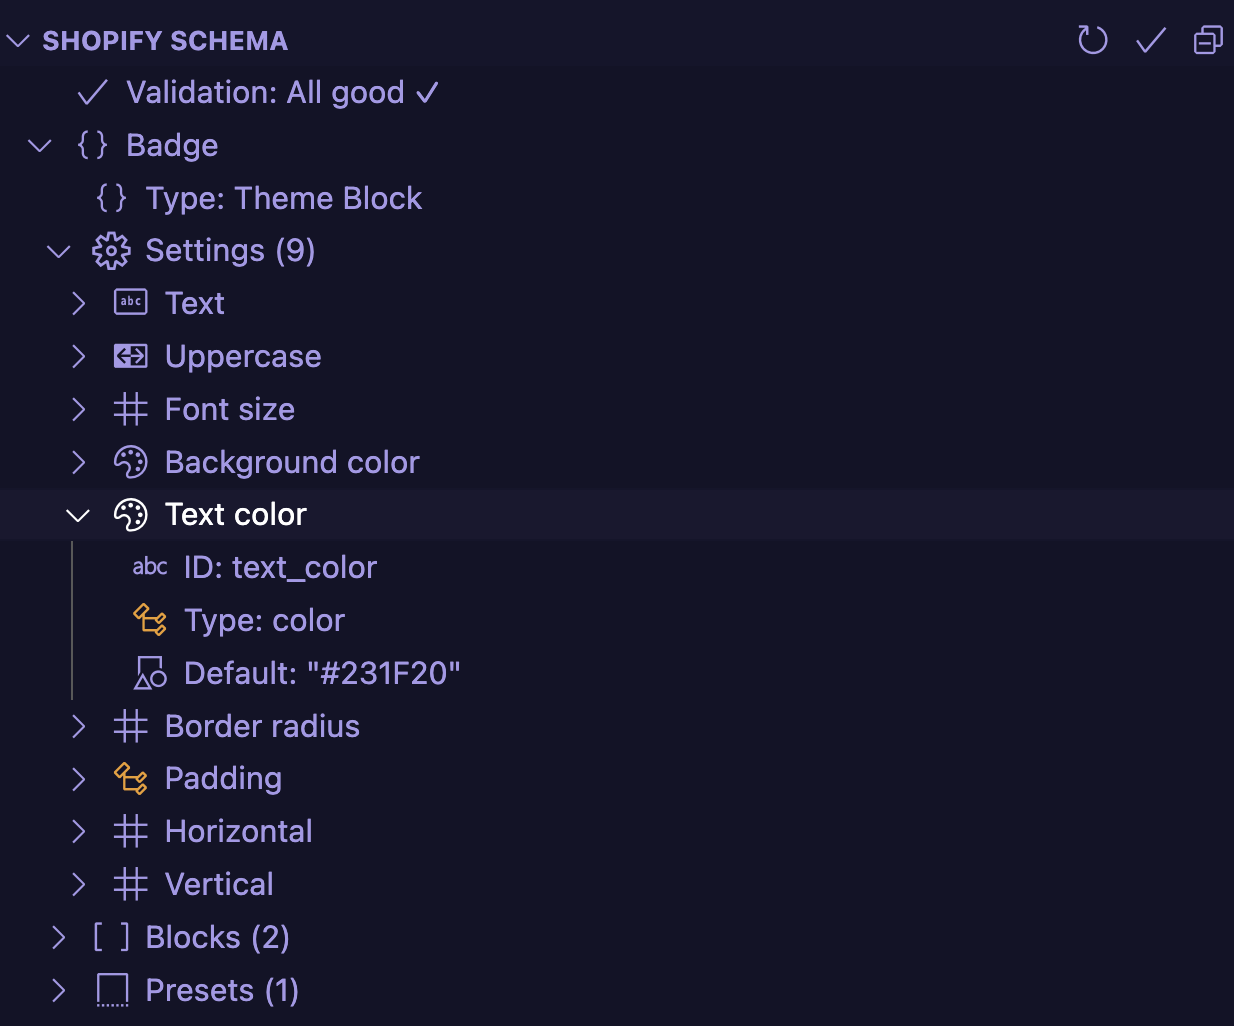 SHOPIFY SCHEMA
Validation: All good ✓
{} Badge
{} Type: Theme Block
Settings (9)
abc Text
Uppercase
Font size
Background color
Text color
abc ID: text_color
Type: color
Default: "#231F20"
Border radius
Padding
Horizontal
Vertical
[ ] Blocks (2)
Presets (1)